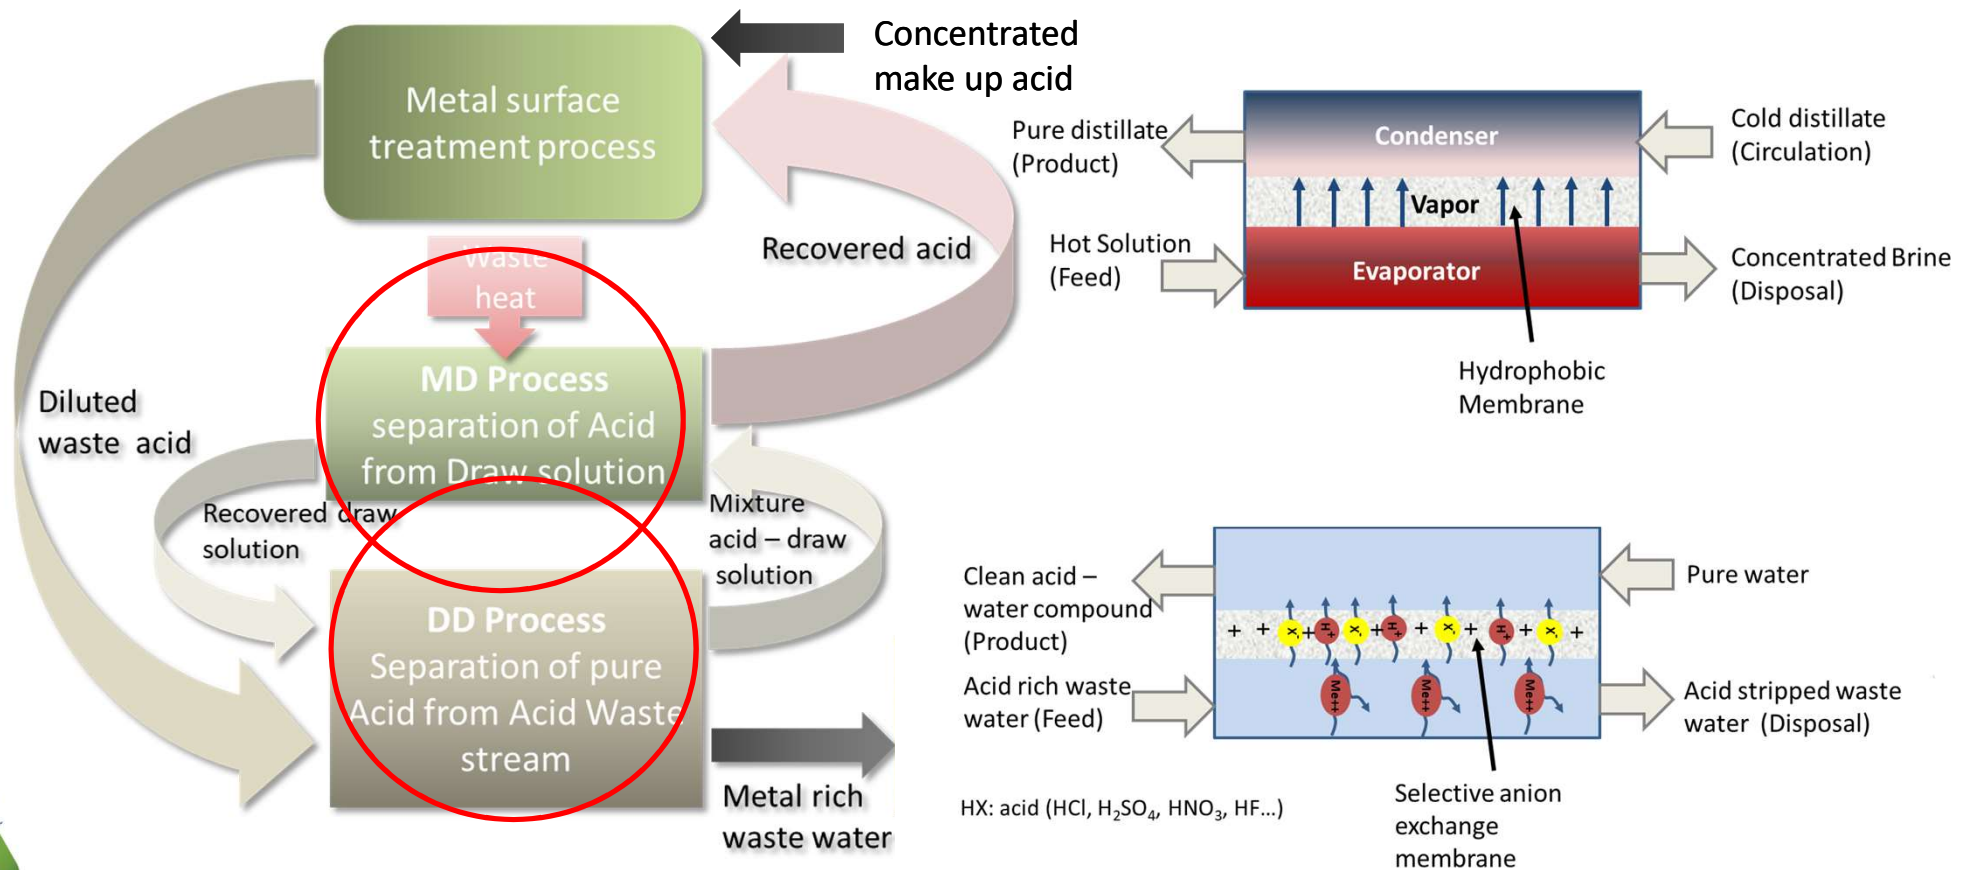 Concentrated
make up acid
Metal surface
treatment process
Recovered acid
Waste
heat
MD Process
separation of Acid
from Draw solution
Diluted
waste acid
Recovered draw
solution
Mixture
acid – draw
solution
DD Process
Separation of pure
Acid from Acid Waste
stream
Metal rich
waste water
Pure distillate
(Product)
Condenser
Cold distillate
(Circulation)
Vapor
Hot Solution
(Feed)
Evaporator
Concentrated Brine
(Disposal)
Hydrophobic
Membrane
Clean acid –
water compound
(Product)
Pure water
+ + X- + H+ X- + H+ + X- + H+ + X- +
Me++ Me++ Me++
Acid rich waste
water (Feed)
Acid stripped waste
water (Disposal)
Selective anion
exchange
membrane
HX: acid (HCl, H₂SO₄, HNO₃, HF…)